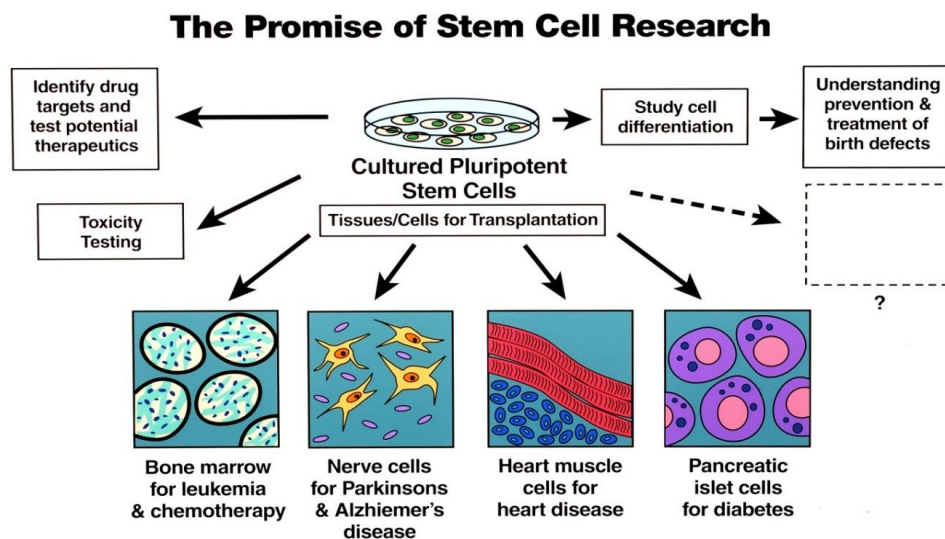 The Promise of Stem Cell Research
Identify drug
targets and
test potential
therapeutics
Cultured Pluripotent
Stem Cells
Study cell
differentiation
Understanding
prevention &
treatment of
birth defects
Toxicity
Testing
Tissues/Cells for Transplantation
?
Bone marrow
for leukemia
& chemotherapy
Nerve cells
for Parkinsons
& Alzhiemer's
disease
Heart muscle
cells for
heart disease
Pancreatic
islet cells
for diabetes